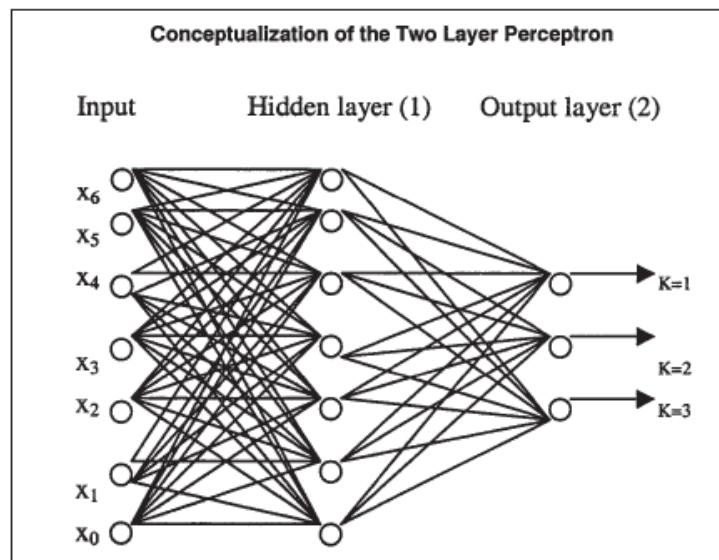 Conceptualization of the Two Layer Perceptron
Input Hidden layer (1) Output layer (2)
x6
x5
x4
K=1
x3
K=2
x2
K=3
x1
x0